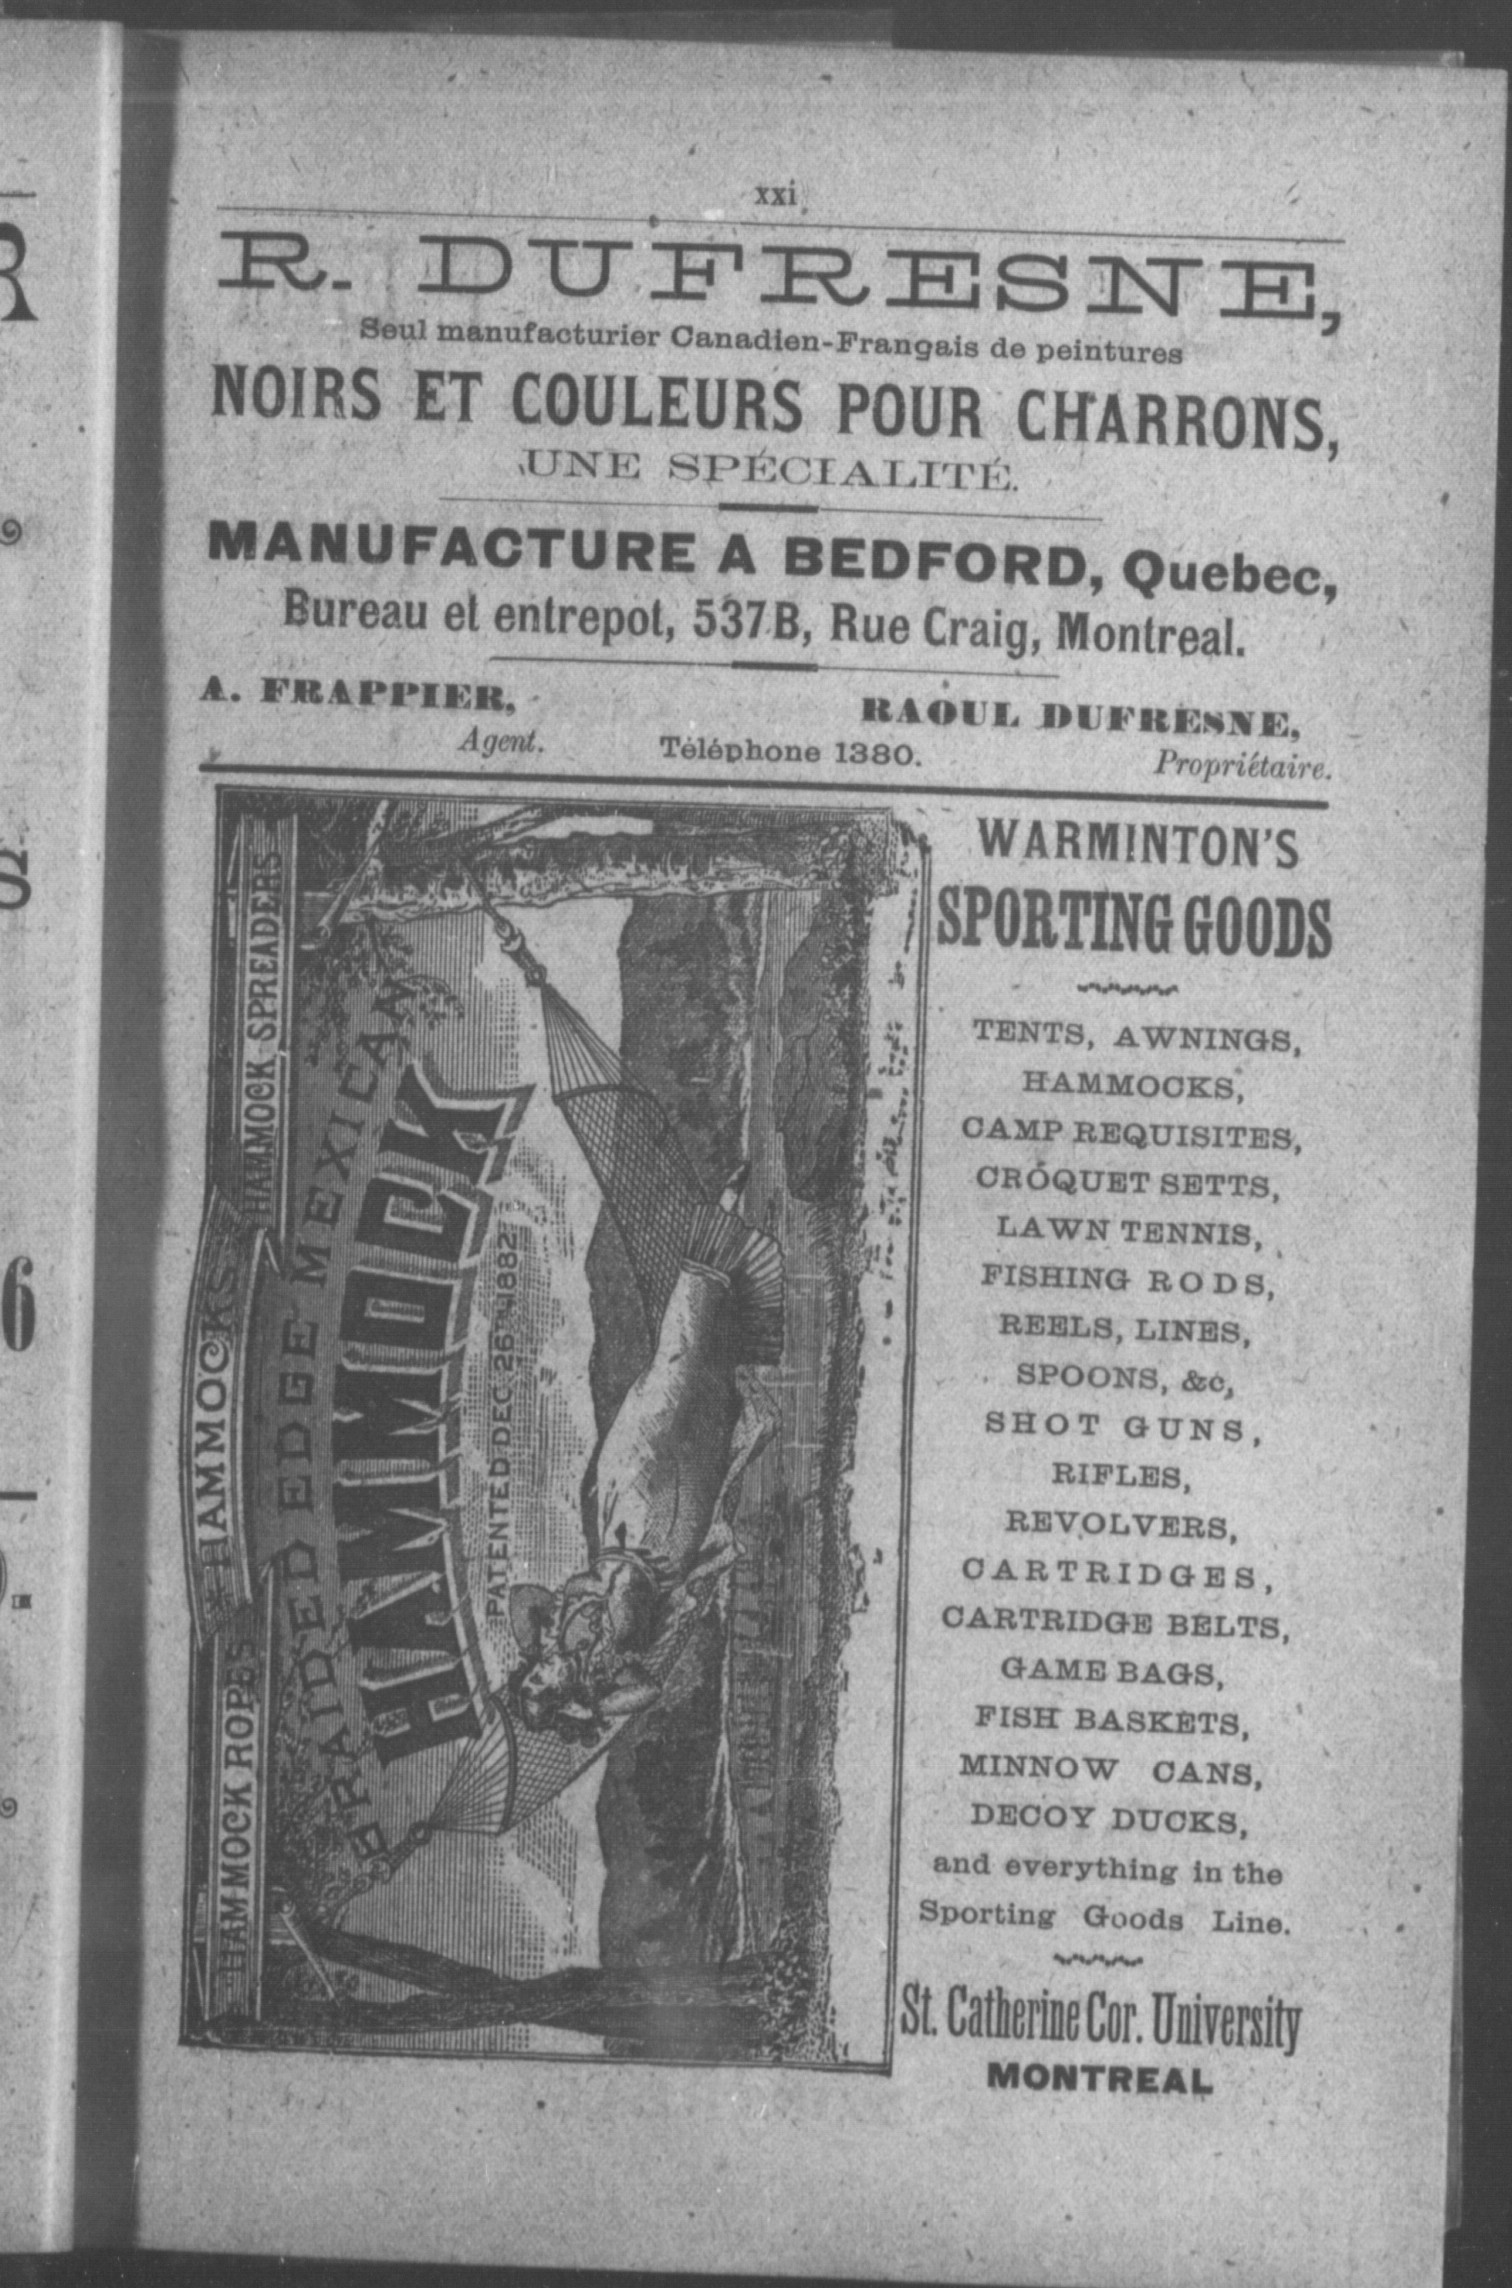 xxi
R. DUFRESNE,
Seul manufacturier Canadien-Français de peintures
NOIRS ET COULEURS POUR CHARRONS,
UNE SPÉCIALITÉ.
MANUFACTURE A BEDFORD, Quebec,
Bureau et entrepot, 537 B, Rue Craig, Montreal.
A. FRAPPIER,
Agent.
Téléphone 1380.
RAOUL DUFRESNE,
Propriétaire.
HAMMOCK ROPES
HAMMOCKS
HAMMOCK SPREADERS
BRAIDED EDGE MEXICAN
HAMMOCK
PATENTED DEC. 26TH 1882
WARMINTON'S
SPORTING GOODS
TENTS, AWNINGS,
HAMMOCKS,
CAMP REQUISITES,
CROQUET SETTS,
LAWN TENNIS,
FISHING RODS,
REELS, LINES,
SPOONS, &c,
SHOT GUNS,
RIFLES,
REVOLVERS,
CARTRIDGES,
CARTRIDGE BELTS,
GAME BAGS,
FISH BASKETS,
MINNOW CANS,
DECOY DUCKS,
and everything in the
Sporting Goods Line.
St. Catherine Cor. University
MONTREAL